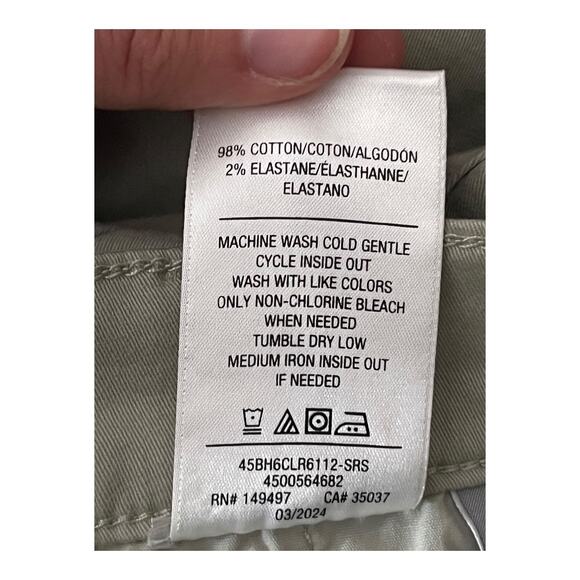 98% COTTON/COTON/ALGODÓN
2% ELASTANE/ÉLASTHANNE/
ELASTANO
MACHINE WASH COLD GENTLE
CYCLE INSIDE OUT
WASH WITH LIKE COLORS
ONLY NON-CHLORINE BLEACH
WHEN NEEDED
TUMBLE DRY LOW
MEDIUM IRON INSIDE OUT
IF NEEDED
45BH6CLR6112-SRS
4500564682
RN# 149497 CA# 35037
03/2024